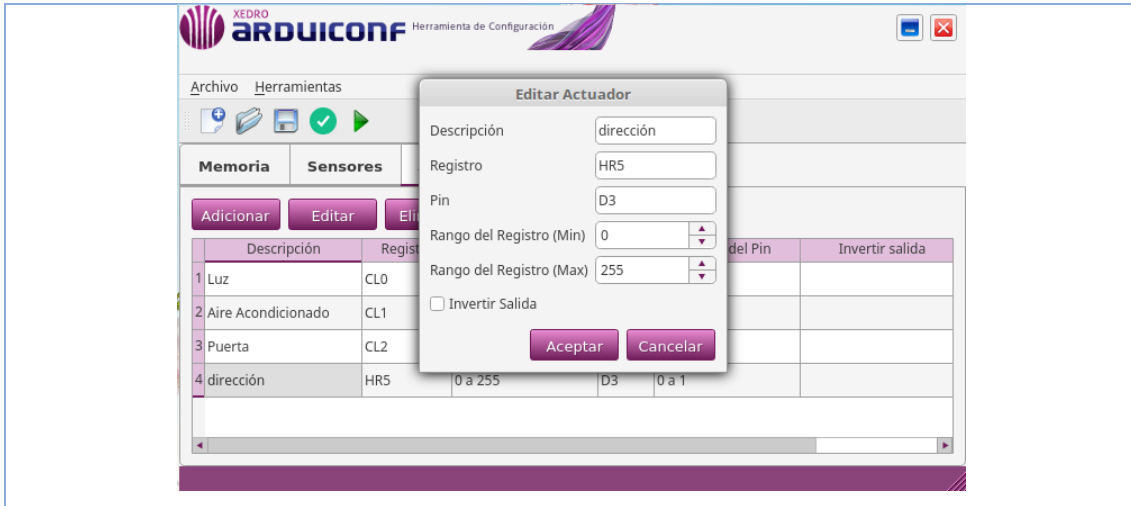 XEDRO
ARDUICONF Herramienta de Configuración
Archivo Herramientas
Editar Actuador
Descripción dirección
Registro HR5
Pin D3
Rango del Registro (Min) 0
Rango del Registro (Max) 255
Invertir Salida
Aceptar Cancelar
Memoria Sensores
Adicionar Editar Eli
Descripción Regist del Pin Invertir salida
1 Luz CL0
2 Aire Acondicionado CL1
3 Puerta CL2
4 dirección HR5 0 a 255 D3 0 a 1